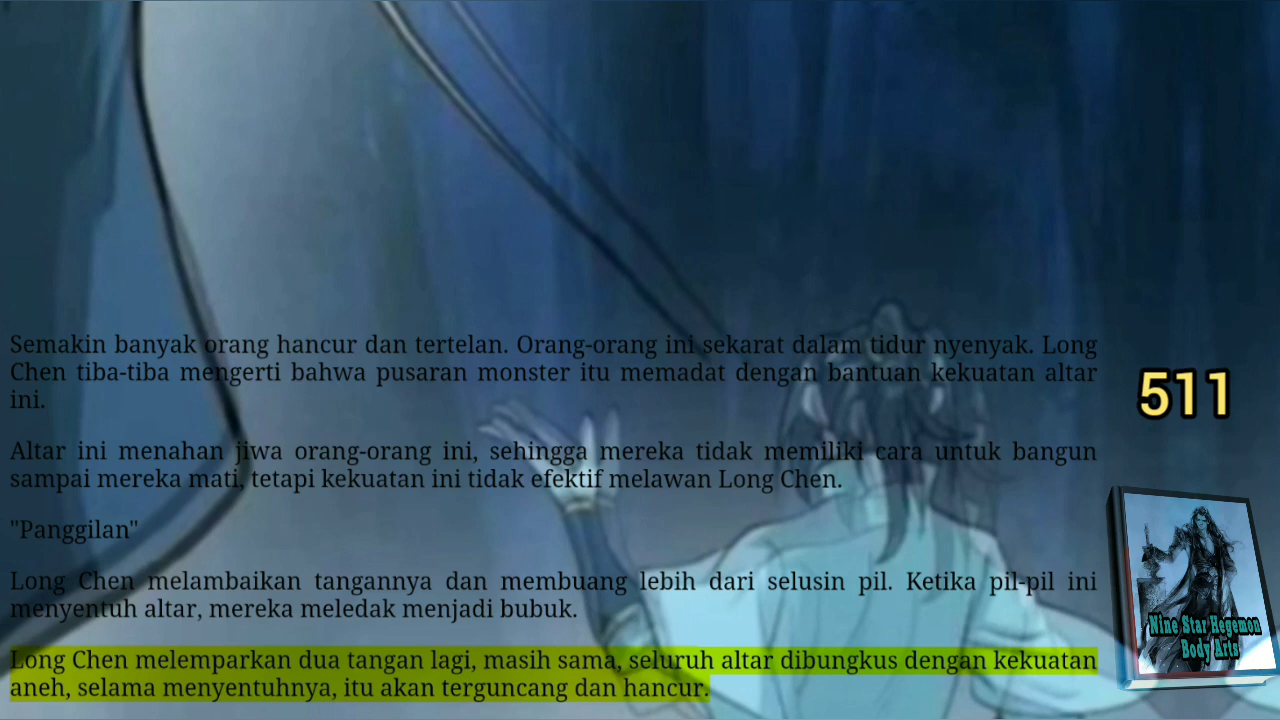 Semakin banyak orang hancur dan tertelan. Orang-orang ini sekarat dalam tidur nyenyak. Long
Chen tiba-tiba mengerti bahwa pusaran monster itu memadat dengan bantuan kekuatan altar
ini.
Altar ini menahan jiwa orang-orang ini, sehingga mereka tidak memiliki cara untuk bangun
sampai mereka mati, tetapi kekuatan ini tidak efektif melawan Long Chen.
"Panggilan"
Long Chen melambaikan tangannya dan membuang lebih dari selusin pil. Ketika pil-pil ini
menyentuh altar, mereka meledak menjadi bubuk.
Long Chen melemparkan dua tangan lagi, masih sama, seluruh altar dibungkus dengan kekuatan
aneh, selama menyentuhnya, itu akan terguncang dan hancur.
511
Nine Star Hegemon
Body Arts